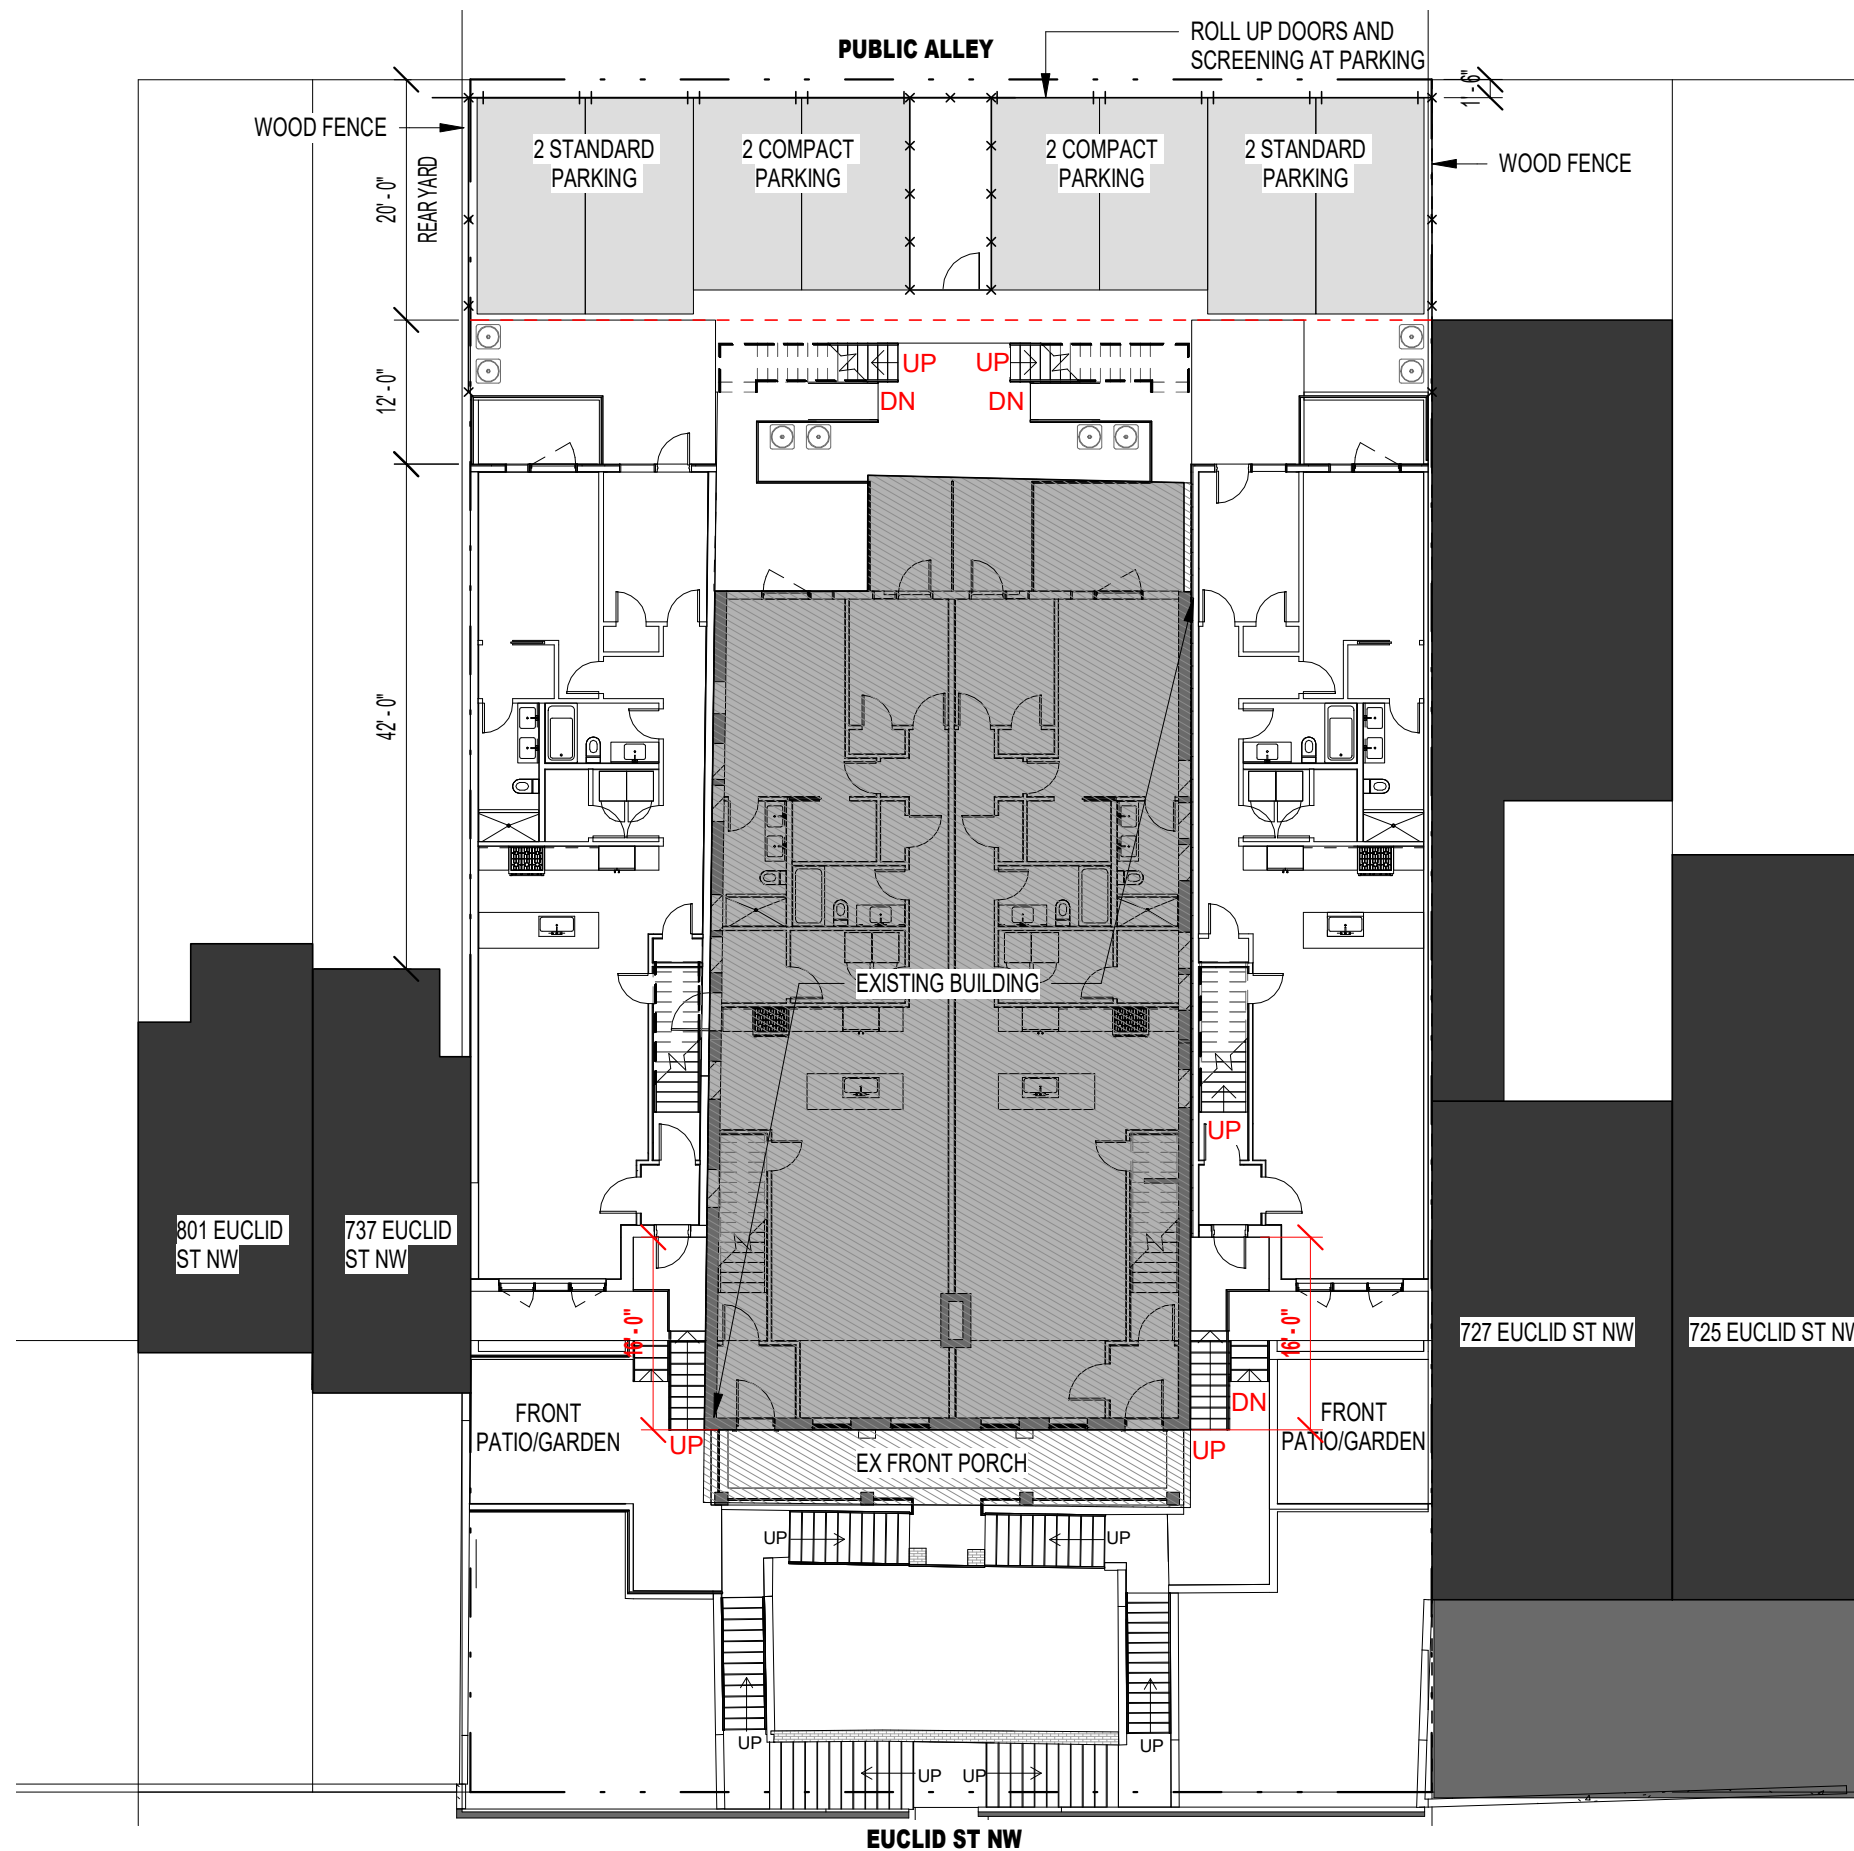 PUBLIC ALLEY
ROLL UP DOORS AND
SCREENING AT PARKING
1'-6"
WOOD FENCE
2 STANDARD
PARKING
2 COMPACT
PARKING
2 COMPACT
PARKING
2 STANDARD
PARKING
WOOD FENCE
20'-0"
REAR YARD
UP
UP
DN
DN
12'-0"
42'-0"
EXISTING BUILDING
UP
801 EUCLID
ST NW
737 EUCLID
ST NW
16'-0"
16'-0"
727 EUCLID ST NW
725 EUCLID ST NW
DN
FRONT
PATIO/GARDEN
FRONT
PATIO/GARDEN
UP
UP
EX FRONT PORCH
UP
UP
UP
UP
UP
UP
EUCLID ST NW